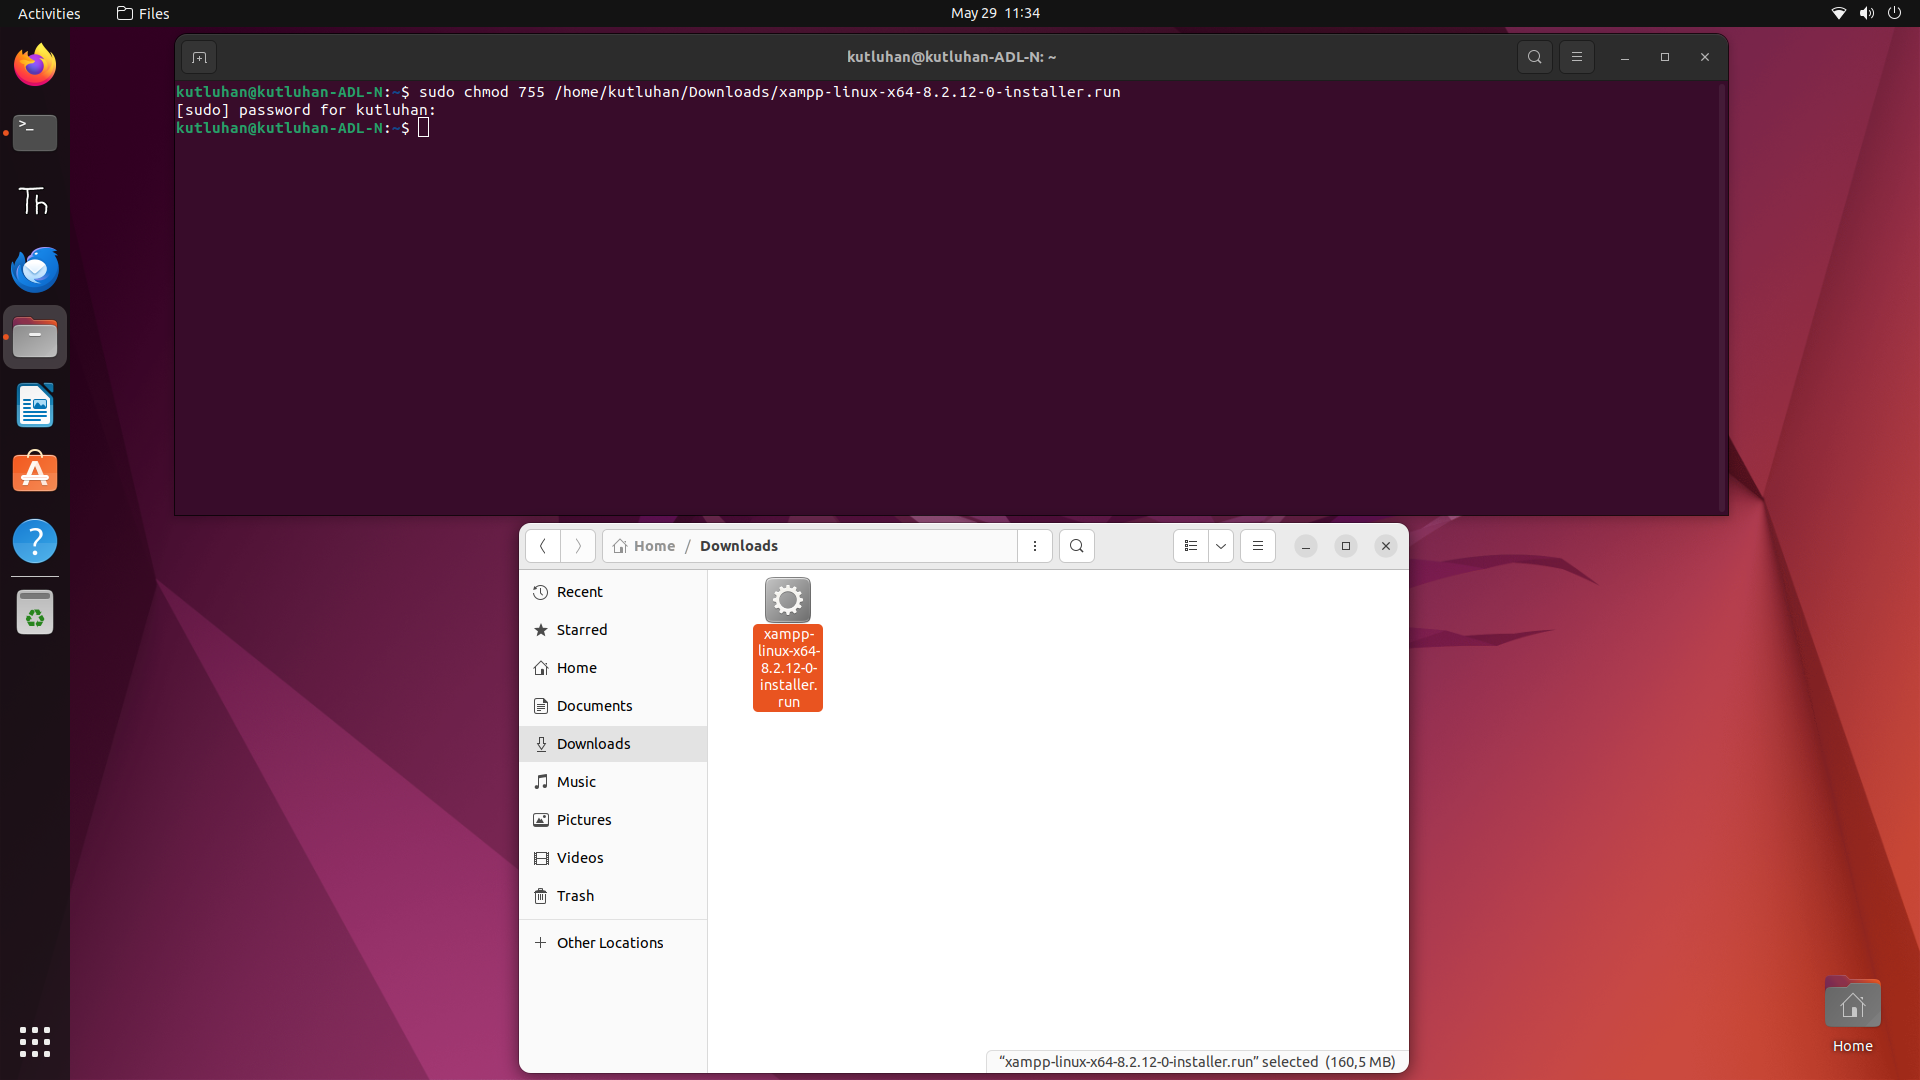 Activities
Files
May 29 11:34
kutluhan@kutluhan-ADL-N: ~
kutluhan@kutluhan-ADL-N:~$ sudo chmod 755 /home/kutluhan/Downloads/xampp-linux-x64-8.2.12-0-installer.run
[sudo] password for kutluhan:
kutluhan@kutluhan-ADL-N:~$
>_
Th
A
?
Home / Downloads
Recent
Starred
Home
Documents
Downloads
Music
Pictures
Videos
Trash
Other Locations
xampp-
linux-x64-
8.2.12-0-
installer.
run
“xampp-linux-x64-8.2.12-0-installer.run” selected (160,5 MB)
Home